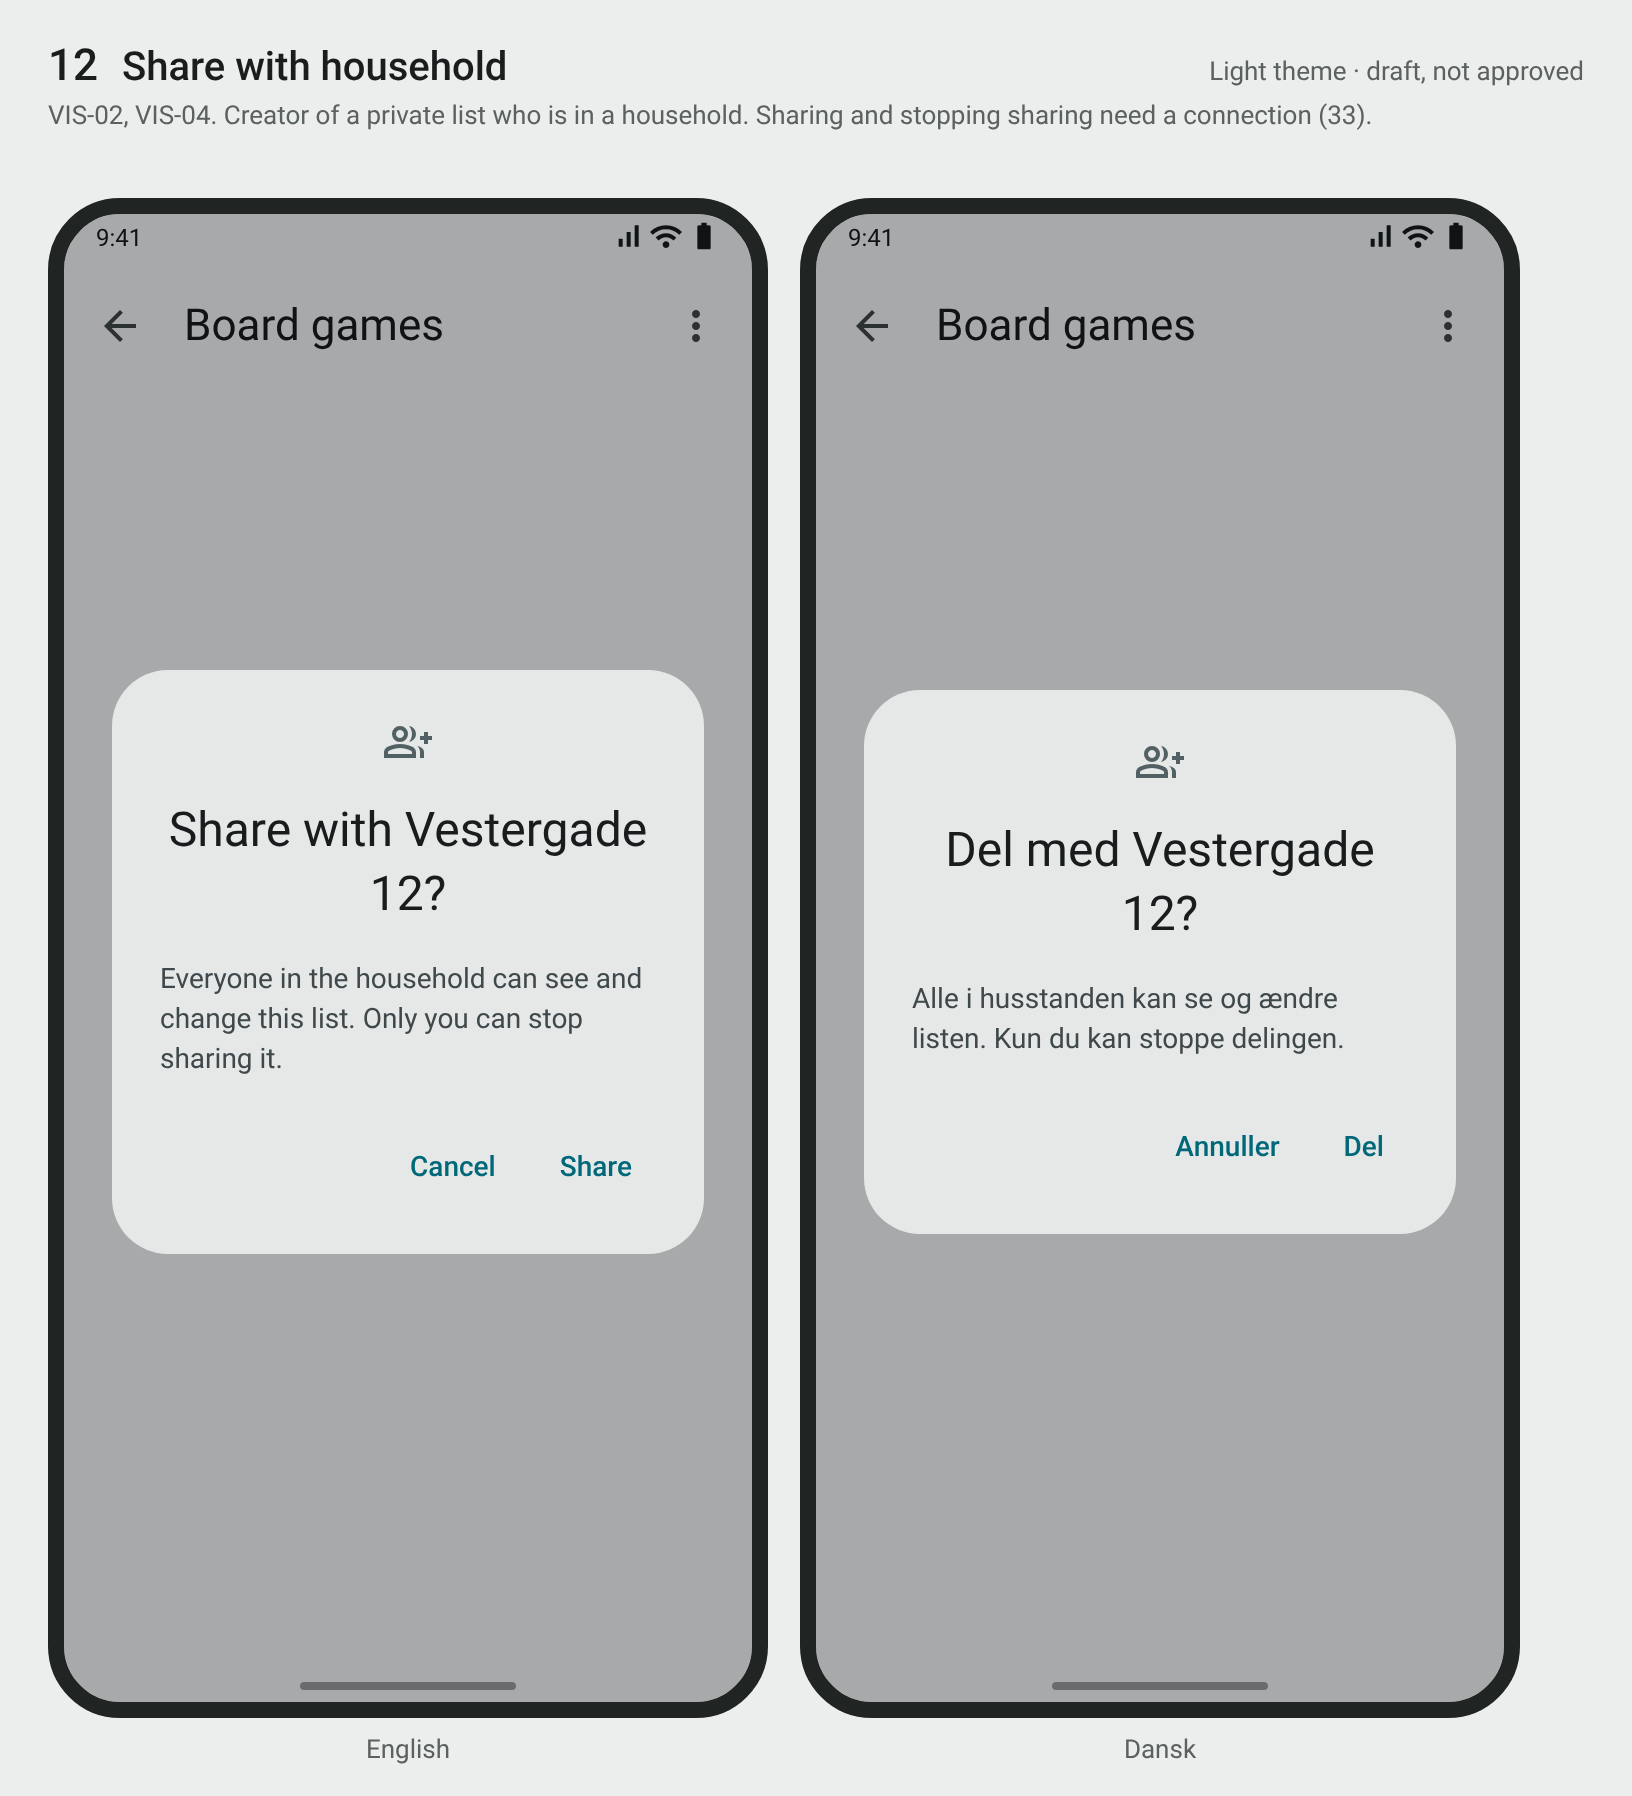 12 Share with household
Light theme · draft, not approved
VIS-02, VIS-04. Creator of a private list who is in a household. Sharing and stopping sharing need a connection (33).
9:41
Board games
Share with Vestergade
12?
Everyone in the household can see and
change this list. Only you can stop
sharing it.
Cancel Share
English
9:41
Board games
Del med Vestergade
12?
Alle i husstanden kan se og ændre
listen. Kun du kan stoppe delingen.
Annuller Del
Dansk